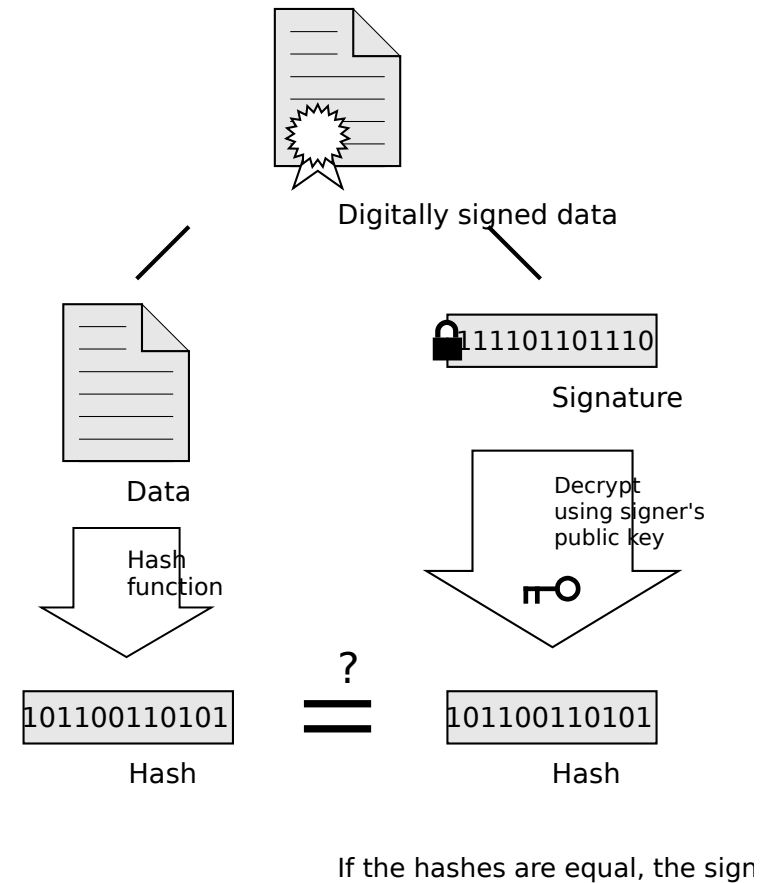 Digitally signed data
111101101110
Signature
Data
Decrypt
using signer's
public key
Hash
function
?
=
101100110101
101100110101
Hash
Hash
If the hashes are equal, the sign